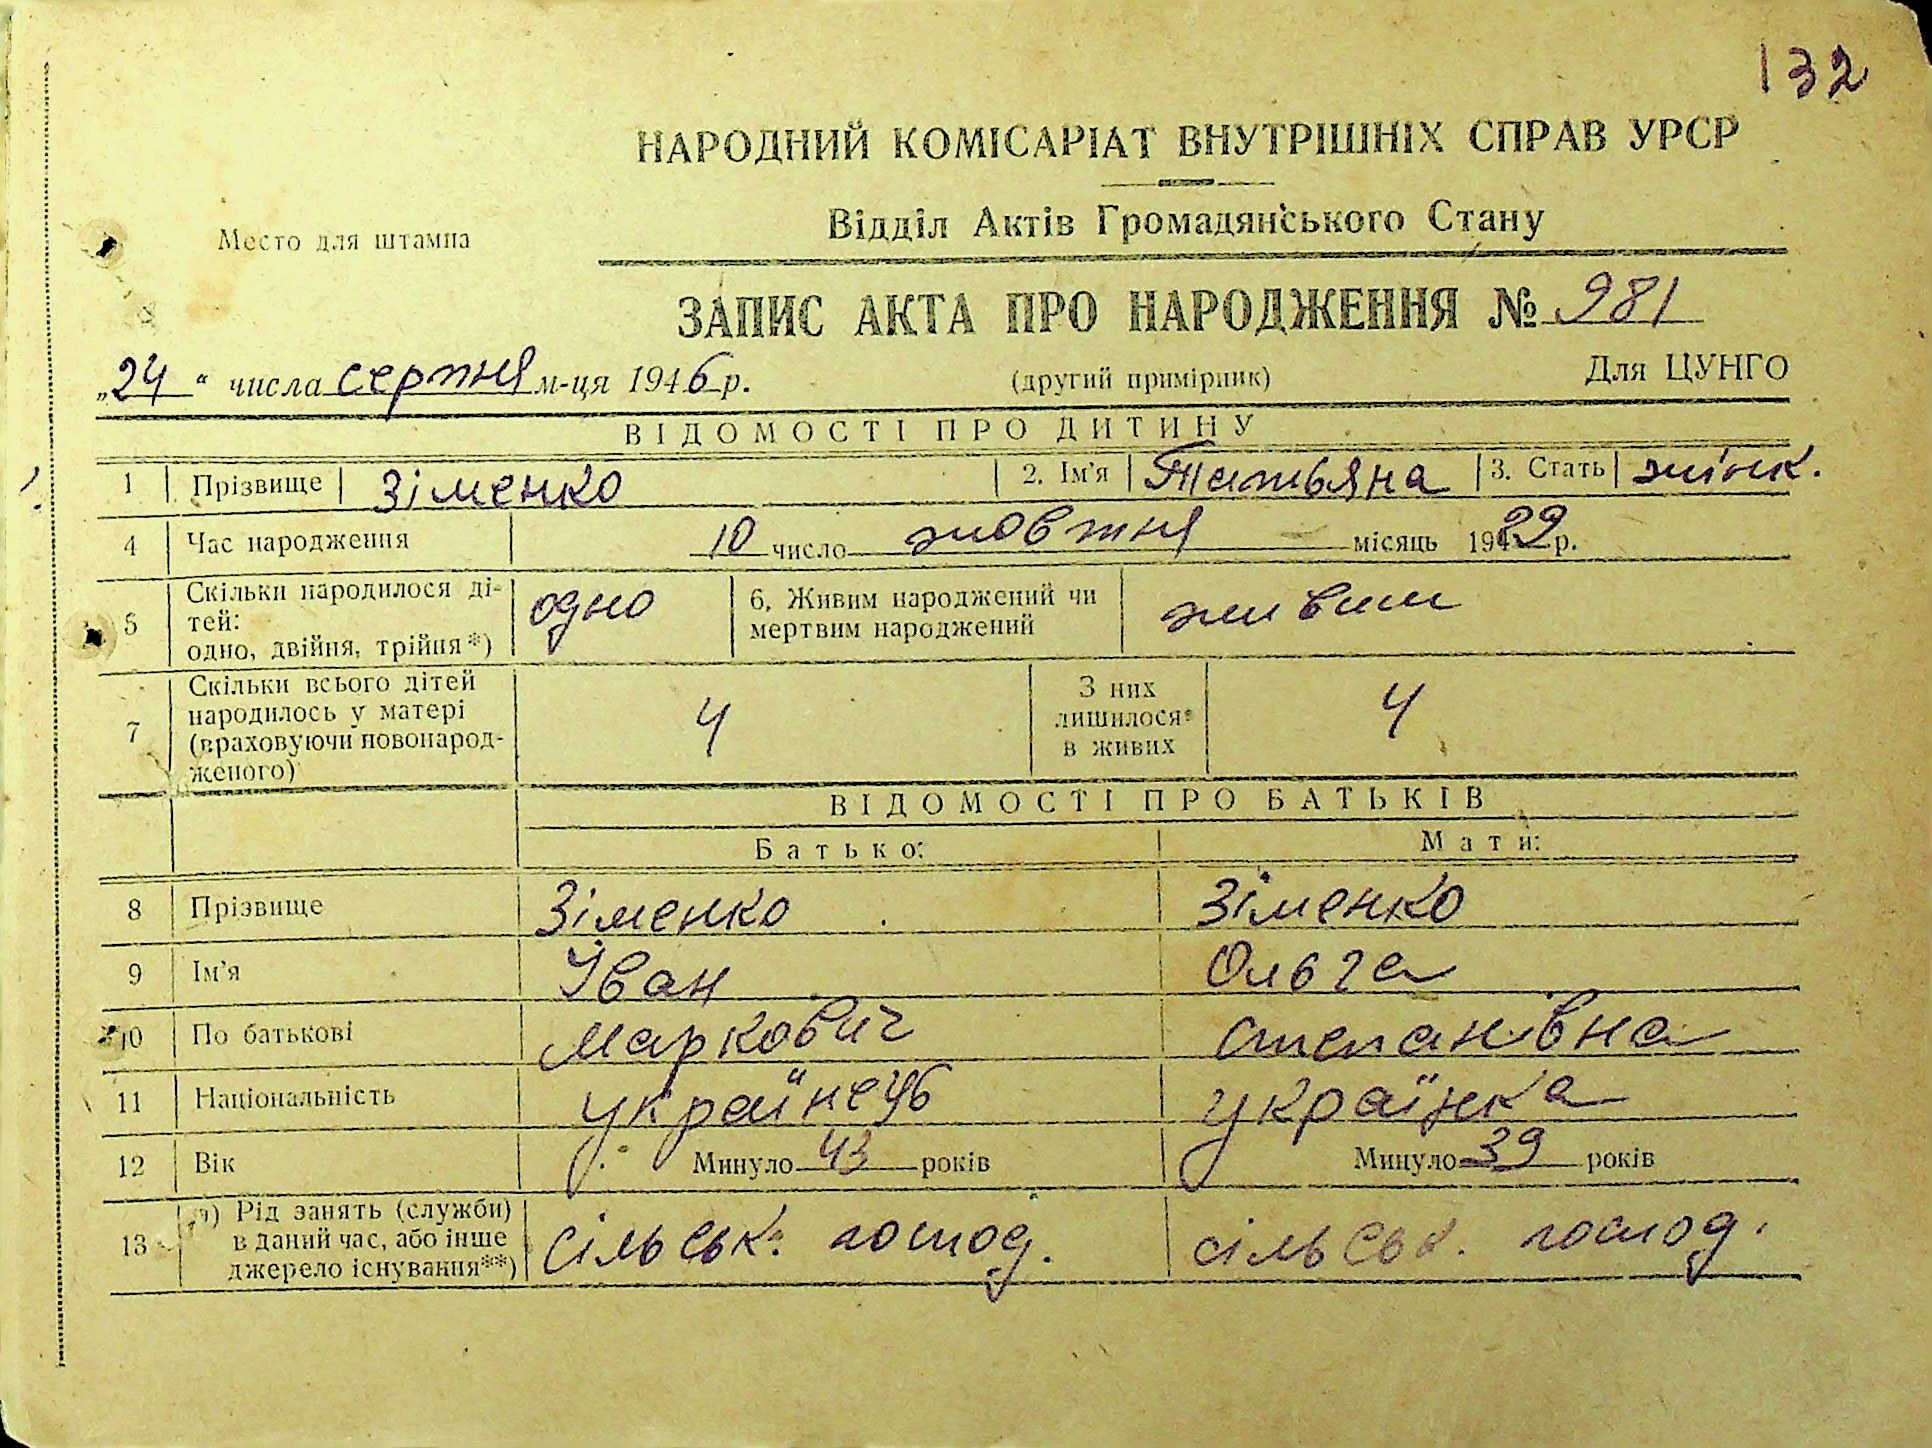 132
НАРОДНИЙ КОМІСАРІАТ ВНУТРІШНІХ СПРАВ УРСР
Место для штампа
Відділ Актів Громадянського Стану
ЗАПИС АКТА ПРО НАРОДЖЕННЯ № 981
„24“ числа серпня м-ця 1946 р. (другий примірник) Для ЦУНГО
ВІДОМОСТІ ПРО ДИТИНУ
1 Прізвище Зіменко 2. Ім'я Татьяна 3. Стать жінк.
4 Час народження 10 число жовтня місяць 1929 р.
5 Скільки народилося ді-
тей:
одно, двійня, трійня*) одно 6. Живим народжений чи
мертвим народжений живим
7 Скільки всього дітей
народилось у матері
(враховуючи новонарод-
женого) 4 З них
лишилося
в живих 4
ВІДОМОСТІ ПРО БАТЬКІВ
Батько: Мати:
8 Прізвище Зіменко Зіменко
9 Ім'я Іван Ольга
10 По батькові Маркович Степанівна
11 Національність українець українка
12 Вік Минуло 43 років Минуло 39 років
13 а) Рід занять (служби)
в даний час, або інше
джерело існування**) сільськ. господ. сільськ. господ.